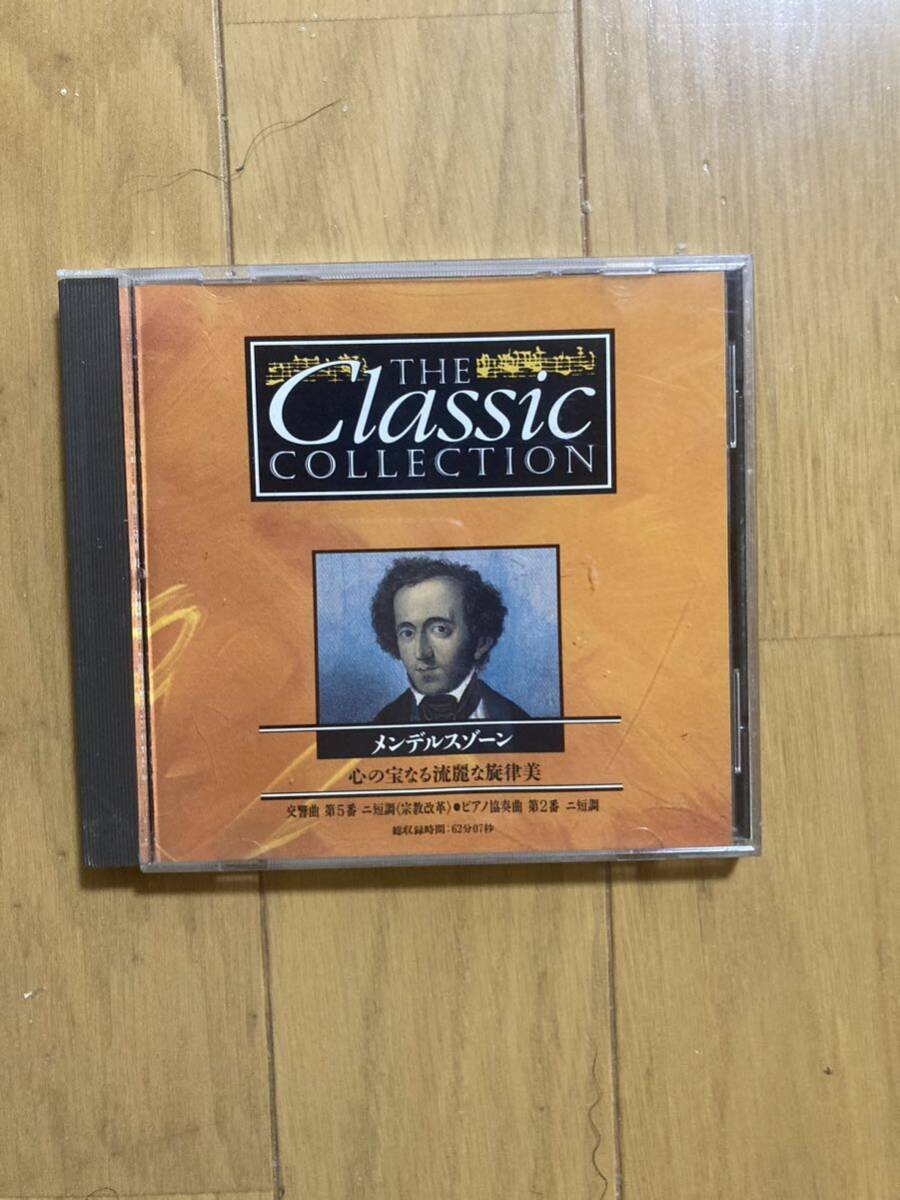 THE
Classic
COLLECTION
メンデルスゾーン
心の宝なる流麗な旋律美
交響曲 第5番 ニ短調〈宗教改革〉●ピアノ協奏曲 第2番 ニ短調
総収録時間：62分07秒